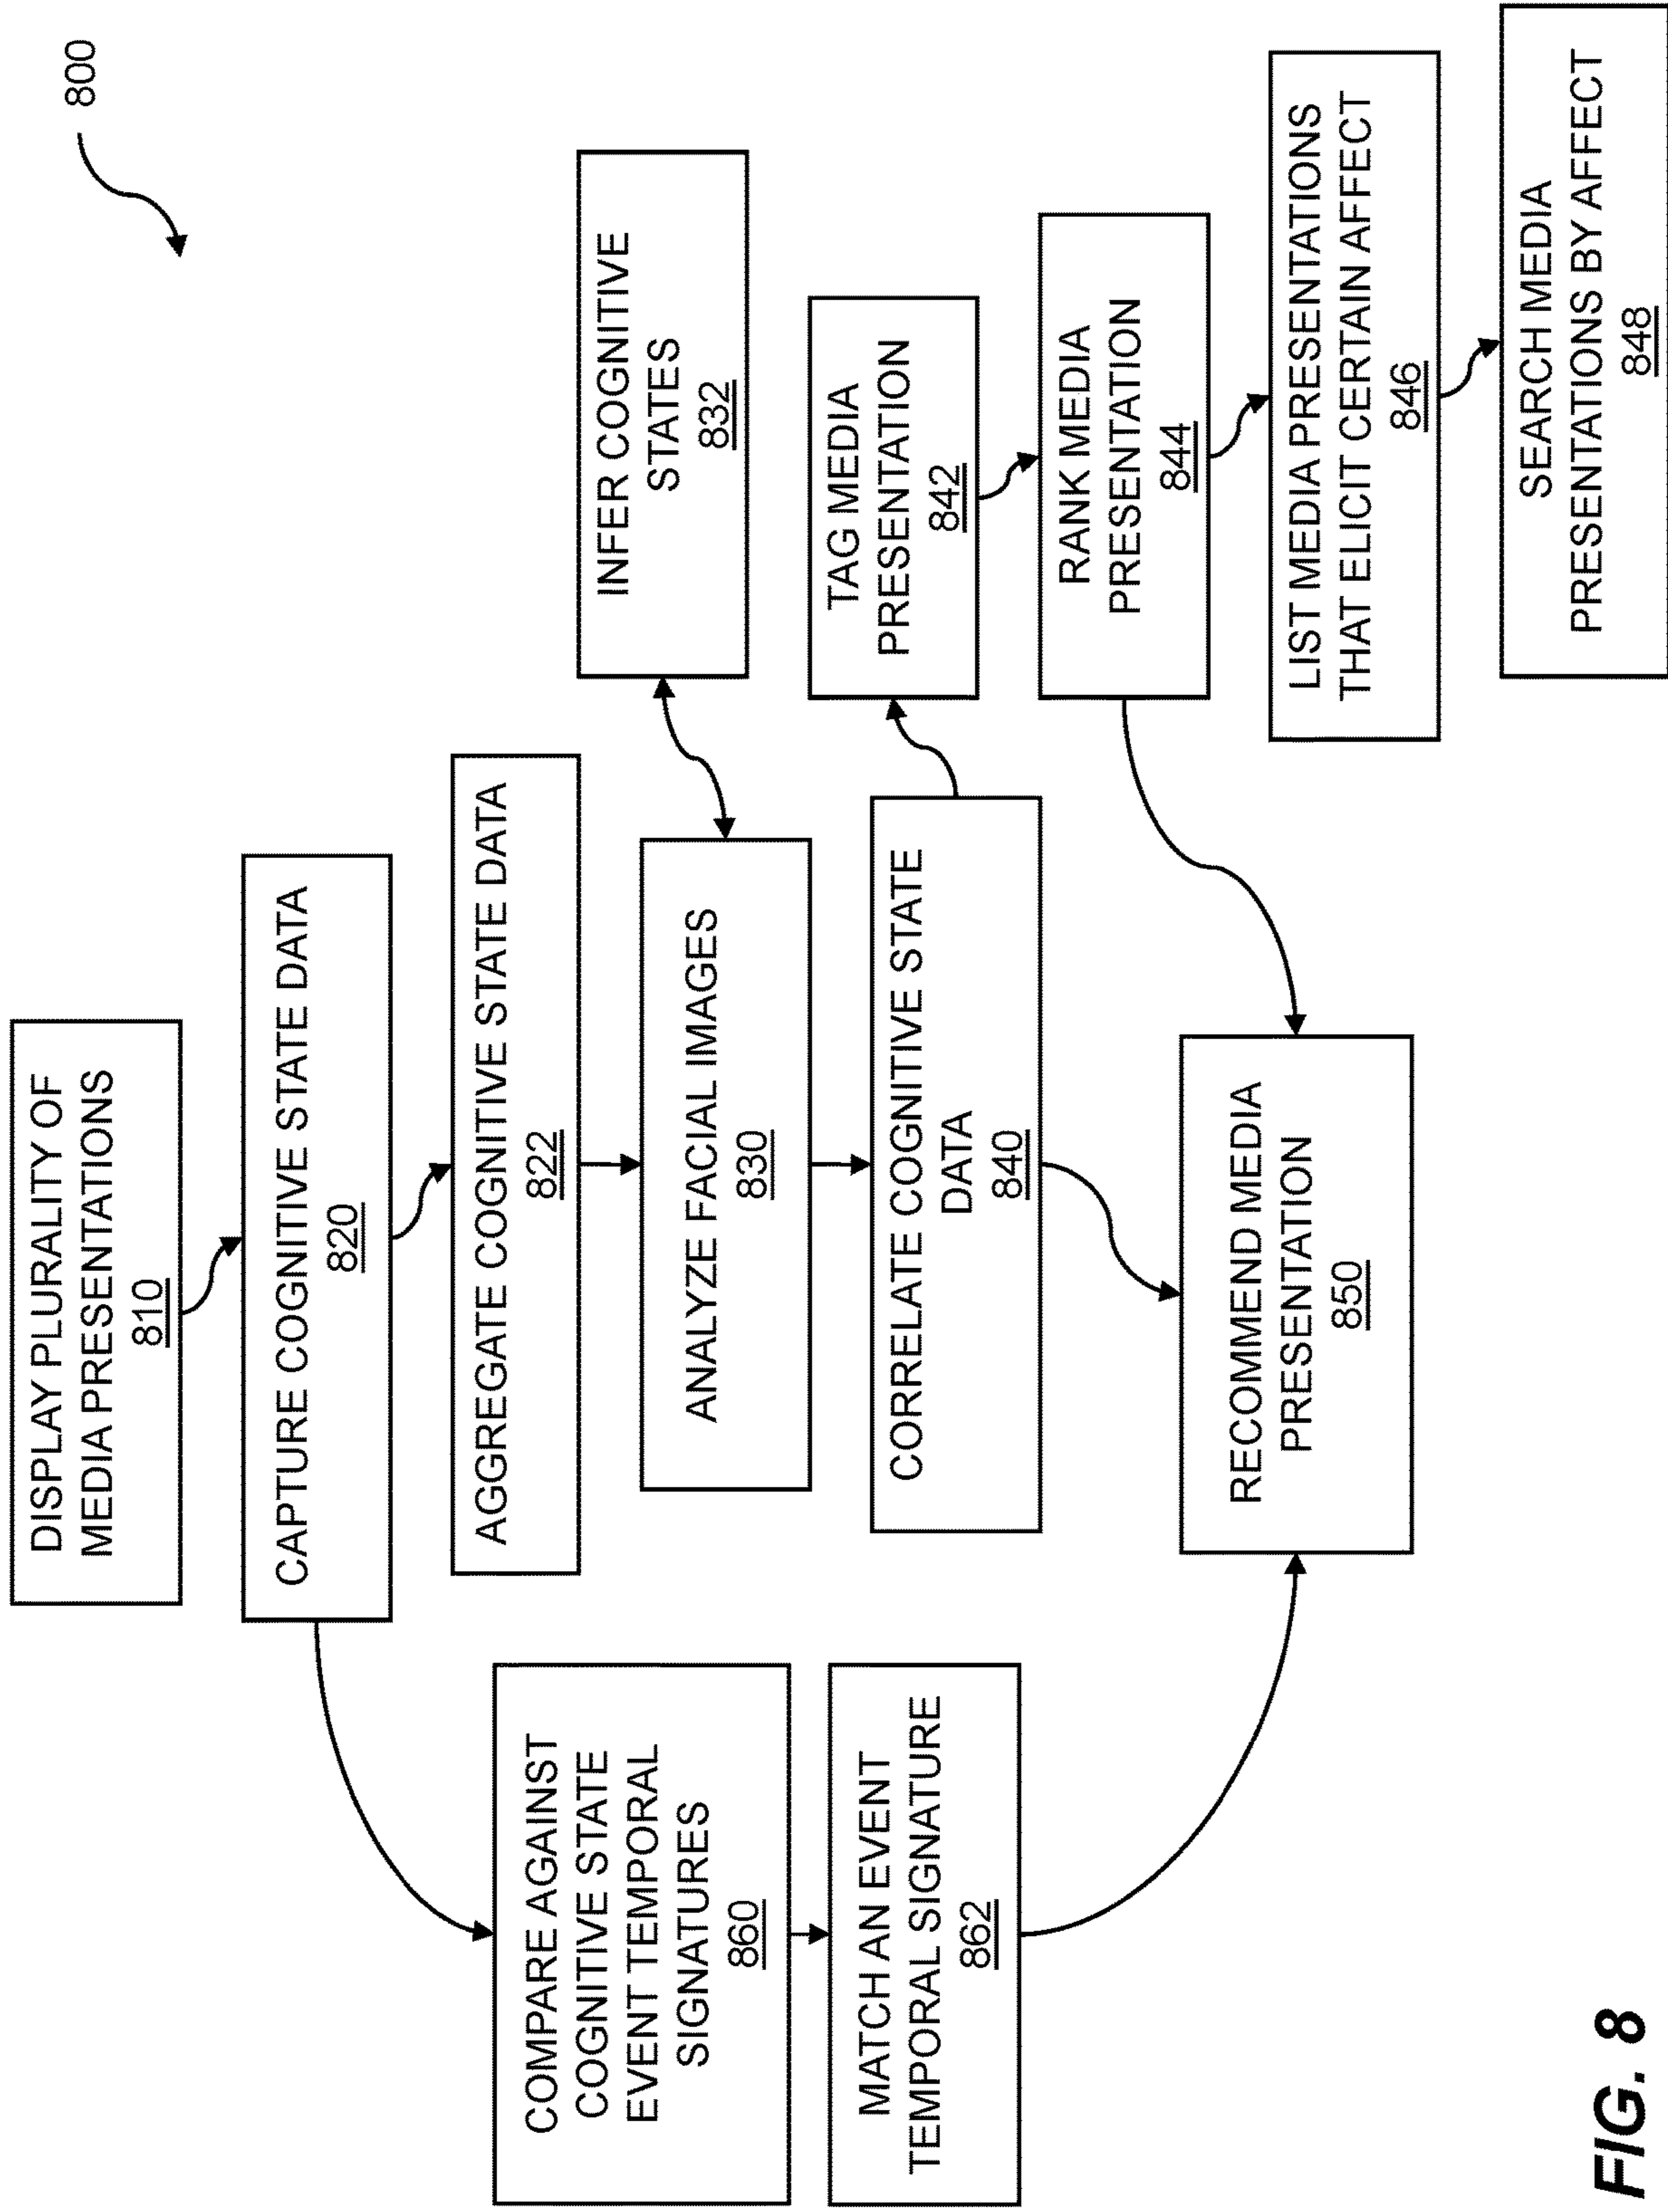 800
DISPLAY PLURALITY OF
MEDIA PRESENTATIONS
810
CAPTURE COGNITIVE STATE DATA
820
AGGREGATE COGNITIVE STATE DATA
822
ANALYZE FACIAL IMAGES
830
INFER COGNITIVE
STATES
832
CORRELATE COGNITIVE STATE
DATA
840
TAG MEDIA
PRESENTATION
842
RANK MEDIA
PRESENTATION
844
LIST MEDIA PRESENTATIONS
THAT ELICIT CERTAIN AFFECT
846
SEARCH MEDIA
PRESENTATIONS BY AFFECT
848
COMPARE AGAINST
COGNITIVE STATE
EVENT TEMPORAL
SIGNATURES
860
MATCH AN EVENT
TEMPORAL SIGNATURE
862
RECOMMEND MEDIA
PRESENTATION
850
FIG. 8